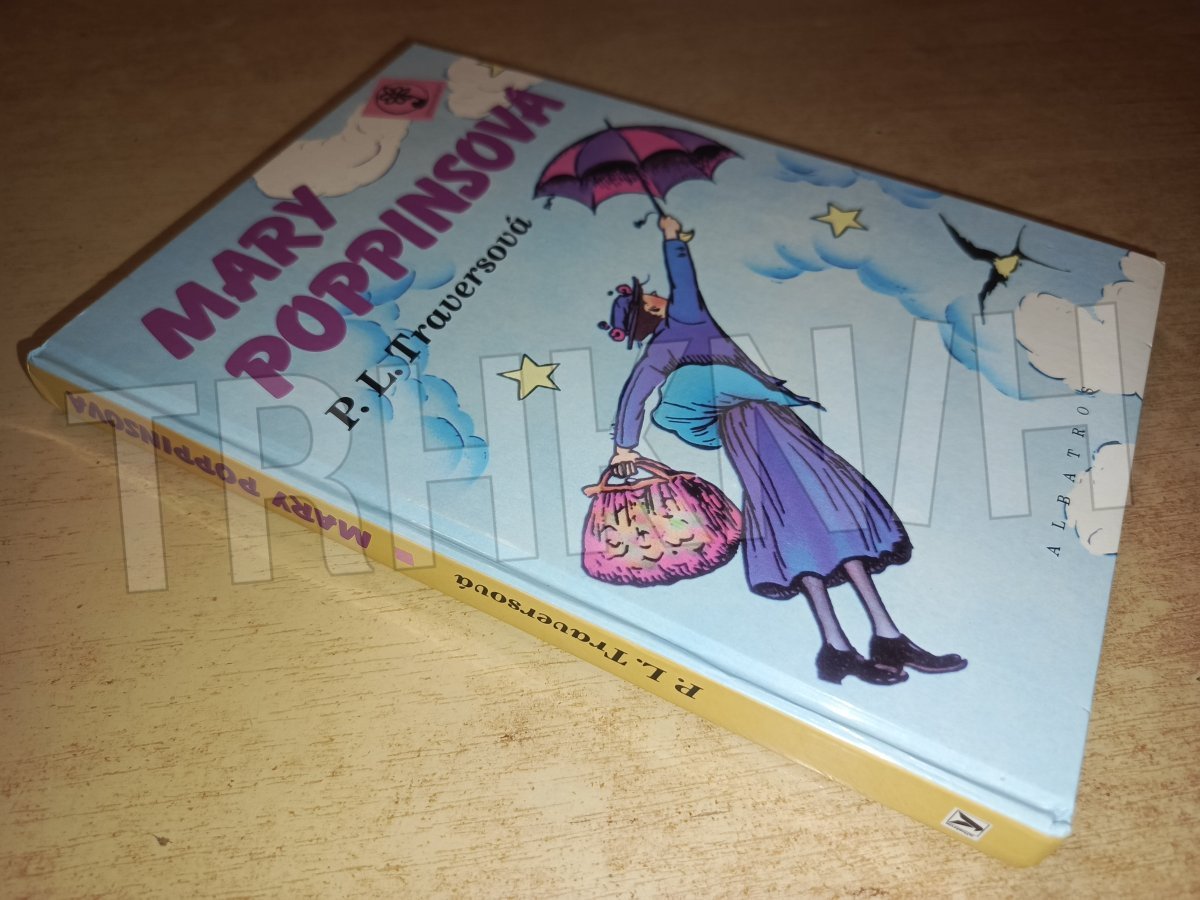 MARY
POPPINSOVÁ
P. L. Traversová
ALBATROS
P. L. Traversová
MARY POPPINSOVÁ
TRHKNIH